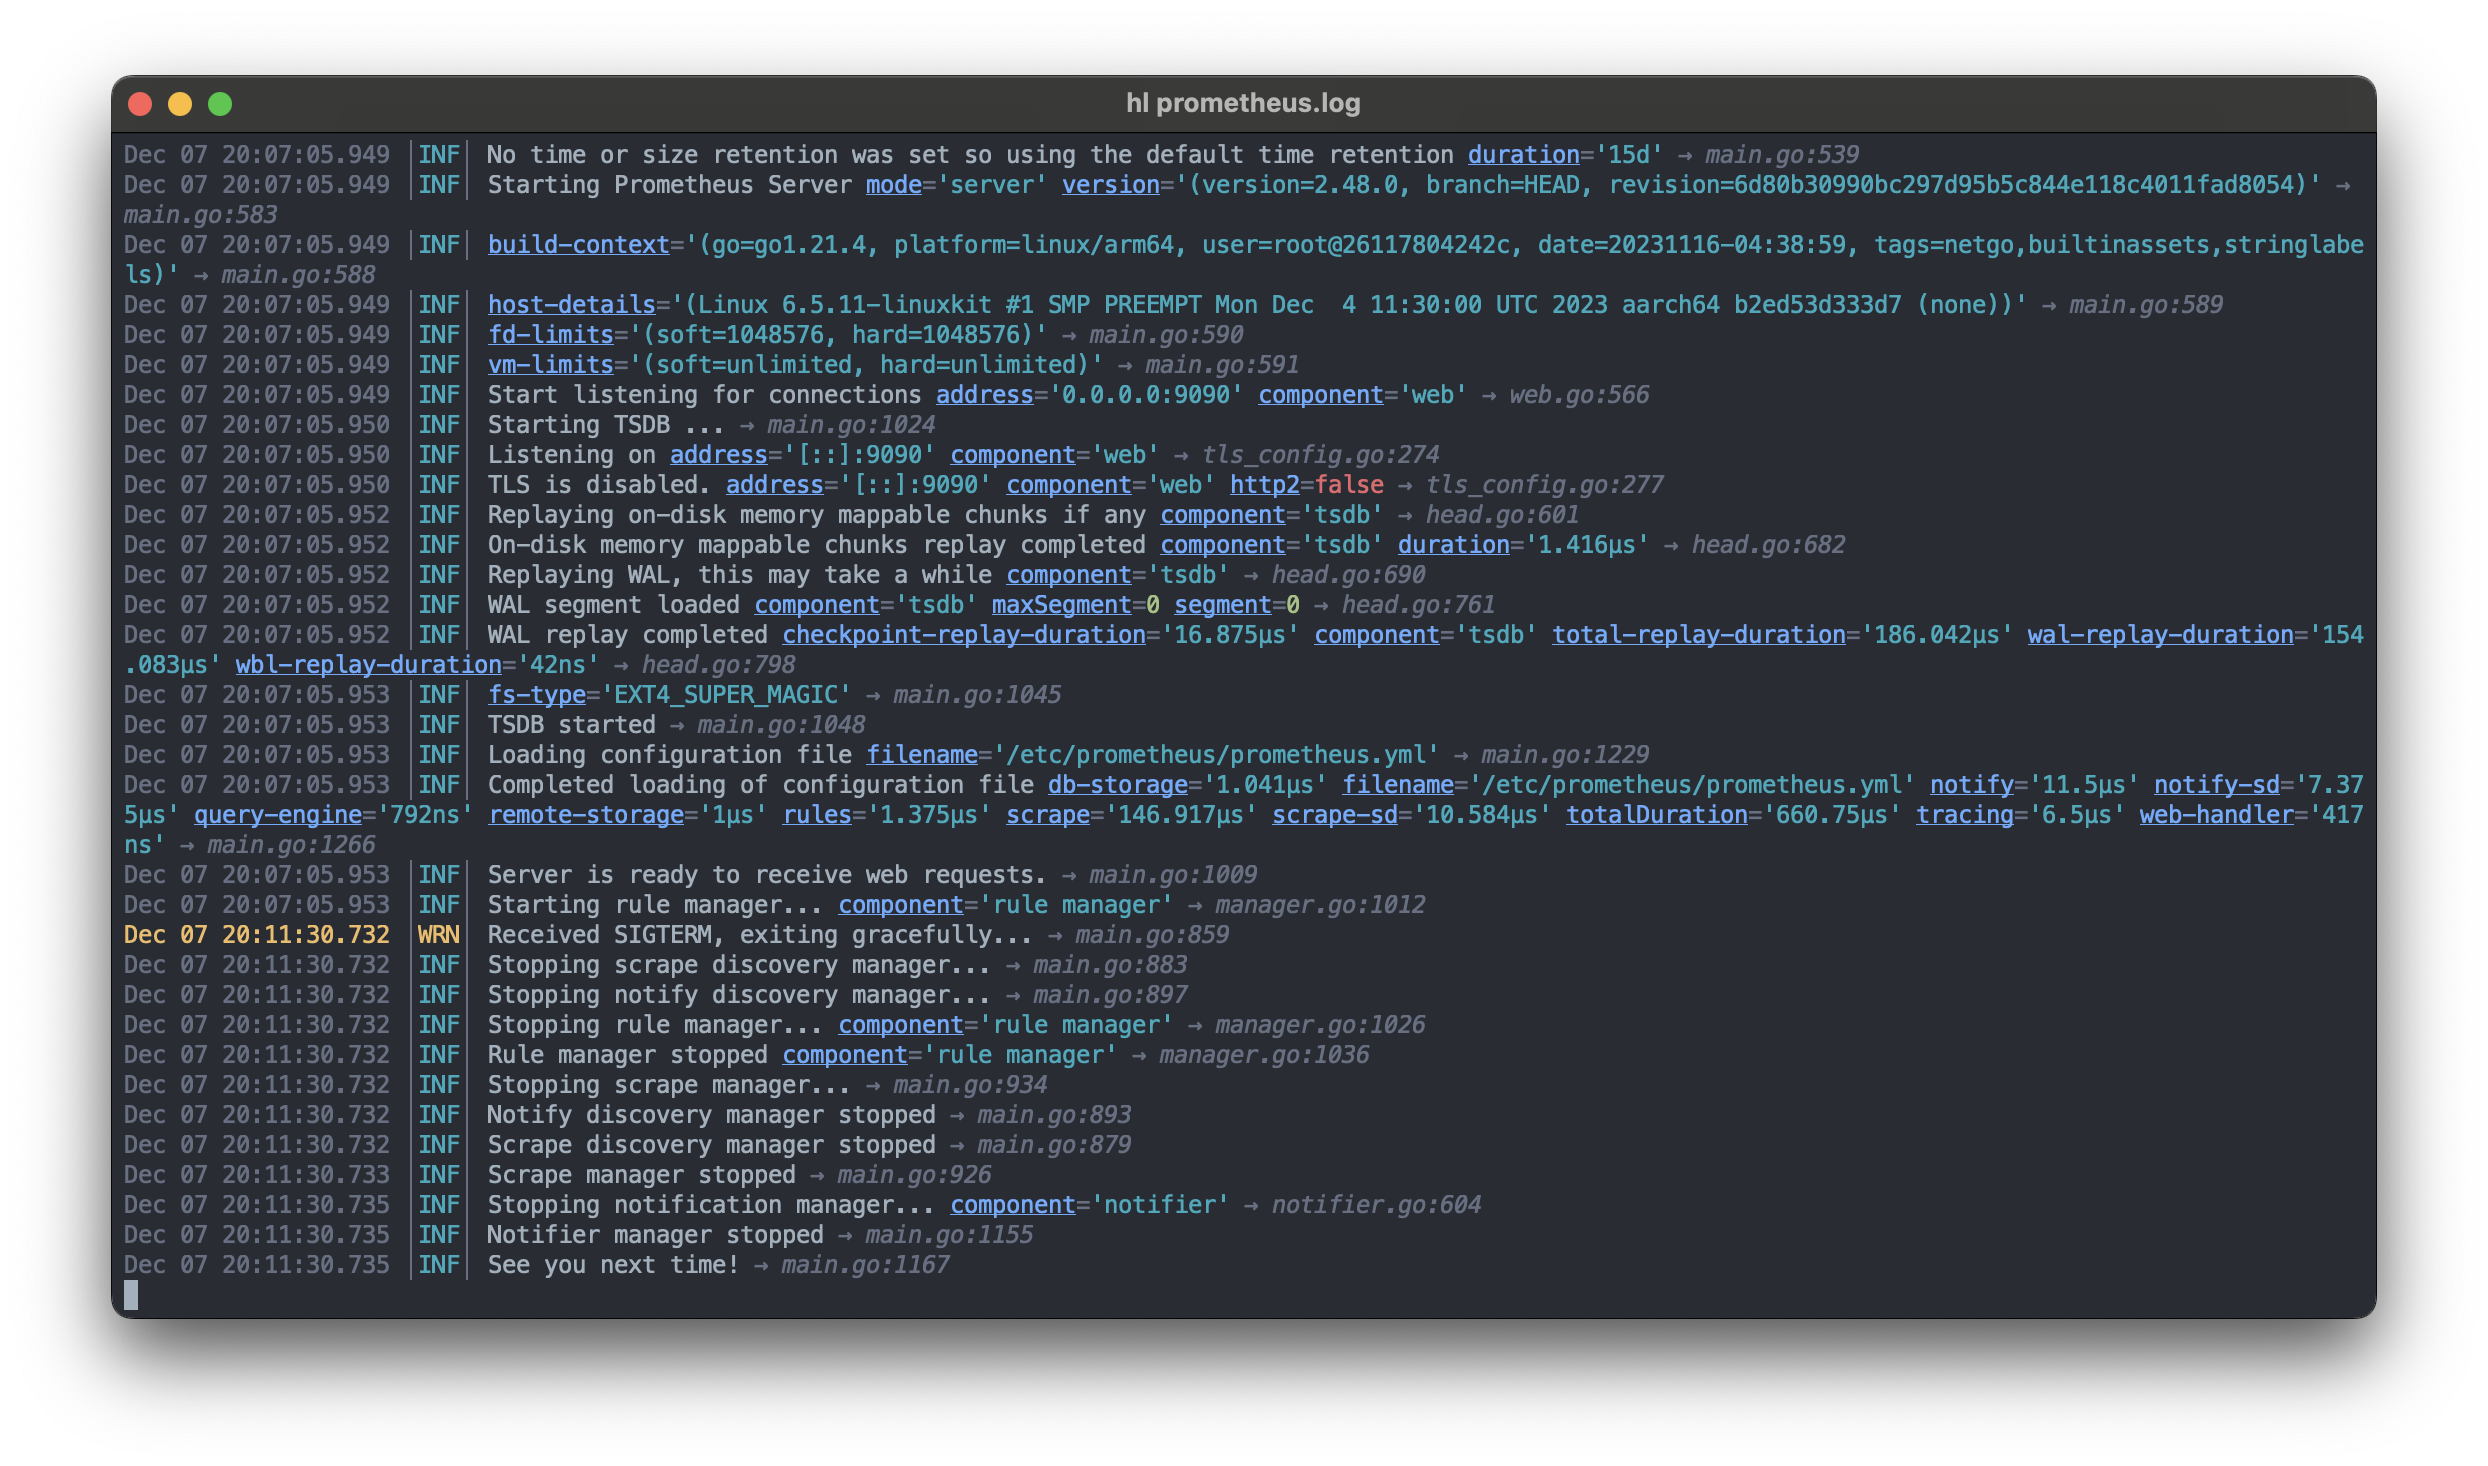 hl prometheus.log
Dec 07 20:07:05.949 |INF| No time or size retention was set so using the default time retention duration='15d' → main.go:539
Dec 07 20:07:05.949 |INF| Starting Prometheus Server mode='server' version='(version=2.48.0, branch=HEAD, revision=6d80b30990bc297d95b5c844e118c4011fad8054)' →
main.go:583
Dec 07 20:07:05.949 |INF| build-context='(go=go1.21.4, platform=linux/arm64, user=root@26117804242c, date=20231116-04:38:59, tags=netgo,builtinassets,stringlabe
ls)' → main.go:588
Dec 07 20:07:05.949 |INF| host-details='(Linux 6.5.11-linuxkit #1 SMP PREEMPT Mon Dec  4 11:30:00 UTC 2023 aarch64 b2ed53d333d7 (none))' → main.go:589
Dec 07 20:07:05.949 |INF| fd-limits='(soft=1048576, hard=1048576)' → main.go:590
Dec 07 20:07:05.949 |INF| vm-limits='(soft=unlimited, hard=unlimited)' → main.go:591
Dec 07 20:07:05.949 |INF| Start listening for connections address='0.0.0.0:9090' component='web' → web.go:566
Dec 07 20:07:05.950 |INF| Starting TSDB ... → main.go:1024
Dec 07 20:07:05.950 |INF| Listening on address='[::]:9090' component='web' → tls_config.go:274
Dec 07 20:07:05.950 |INF| TLS is disabled. address='[::]:9090' component='web' http2=false → tls_config.go:277
Dec 07 20:07:05.952 |INF| Replaying on-disk memory mappable chunks if any component='tsdb' → head.go:601
Dec 07 20:07:05.952 |INF| On-disk memory mappable chunks replay completed component='tsdb' duration='1.416µs' → head.go:682
Dec 07 20:07:05.952 |INF| Replaying WAL, this may take a while component='tsdb' → head.go:690
Dec 07 20:07:05.952 |INF| WAL segment loaded component='tsdb' maxSegment=0 segment=0 → head.go:761
Dec 07 20:07:05.952 |INF| WAL replay completed checkpoint-replay-duration='16.875µs' component='tsdb' total-replay-duration='186.042µs' wal-replay-duration='154
.083µs' wbl-replay-duration='42ns' → head.go:798
Dec 07 20:07:05.953 |INF| fs-type='EXT4_SUPER_MAGIC' → main.go:1045
Dec 07 20:07:05.953 |INF| TSDB started → main.go:1048
Dec 07 20:07:05.953 |INF| Loading configuration file filename='/etc/prometheus/prometheus.yml' → main.go:1229
Dec 07 20:07:05.953 |INF| Completed loading of configuration file db-storage='1.041µs' filename='/etc/prometheus/prometheus.yml' notify='11.5µs' notify-sd='7.37
5µs' query-engine='792ns' remote-storage='1µs' rules='1.375µs' scrape='146.917µs' scrape-sd='10.584µs' totalDuration='660.75µs' tracing='6.5µs' web-handler='417
ns' → main.go:1266
Dec 07 20:07:05.953 |INF| Server is ready to receive web requests. → main.go:1009
Dec 07 20:07:05.953 |INF| Starting rule manager... component='rule manager' → manager.go:1012
Dec 07 20:11:30.732 |WRN| Received SIGTERM, exiting gracefully... → main.go:859
Dec 07 20:11:30.732 |INF| Stopping scrape discovery manager... → main.go:883
Dec 07 20:11:30.732 |INF| Stopping notify discovery manager... → main.go:897
Dec 07 20:11:30.732 |INF| Stopping rule manager... component='rule manager' → manager.go:1026
Dec 07 20:11:30.732 |INF| Rule manager stopped component='rule manager' → manager.go:1036
Dec 07 20:11:30.732 |INF| Stopping scrape manager... → main.go:934
Dec 07 20:11:30.732 |INF| Notify discovery manager stopped → main.go:893
Dec 07 20:11:30.732 |INF| Scrape discovery manager stopped → main.go:879
Dec 07 20:11:30.733 |INF| Scrape manager stopped → main.go:926
Dec 07 20:11:30.735 |INF| Stopping notification manager... component='notifier' → notifier.go:604
Dec 07 20:11:30.735 |INF| Notifier manager stopped → main.go:1155
Dec 07 20:11:30.735 |INF| See you next time! → main.go:1167